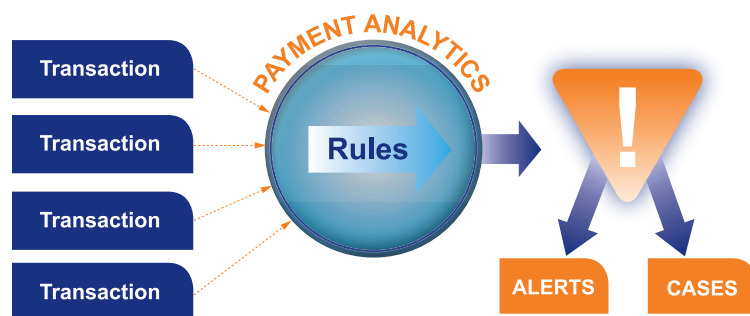 PAYMENT ANALYTICS
Transaction
Transaction
Transaction
Transaction
Rules
!
ALERTS
CASES